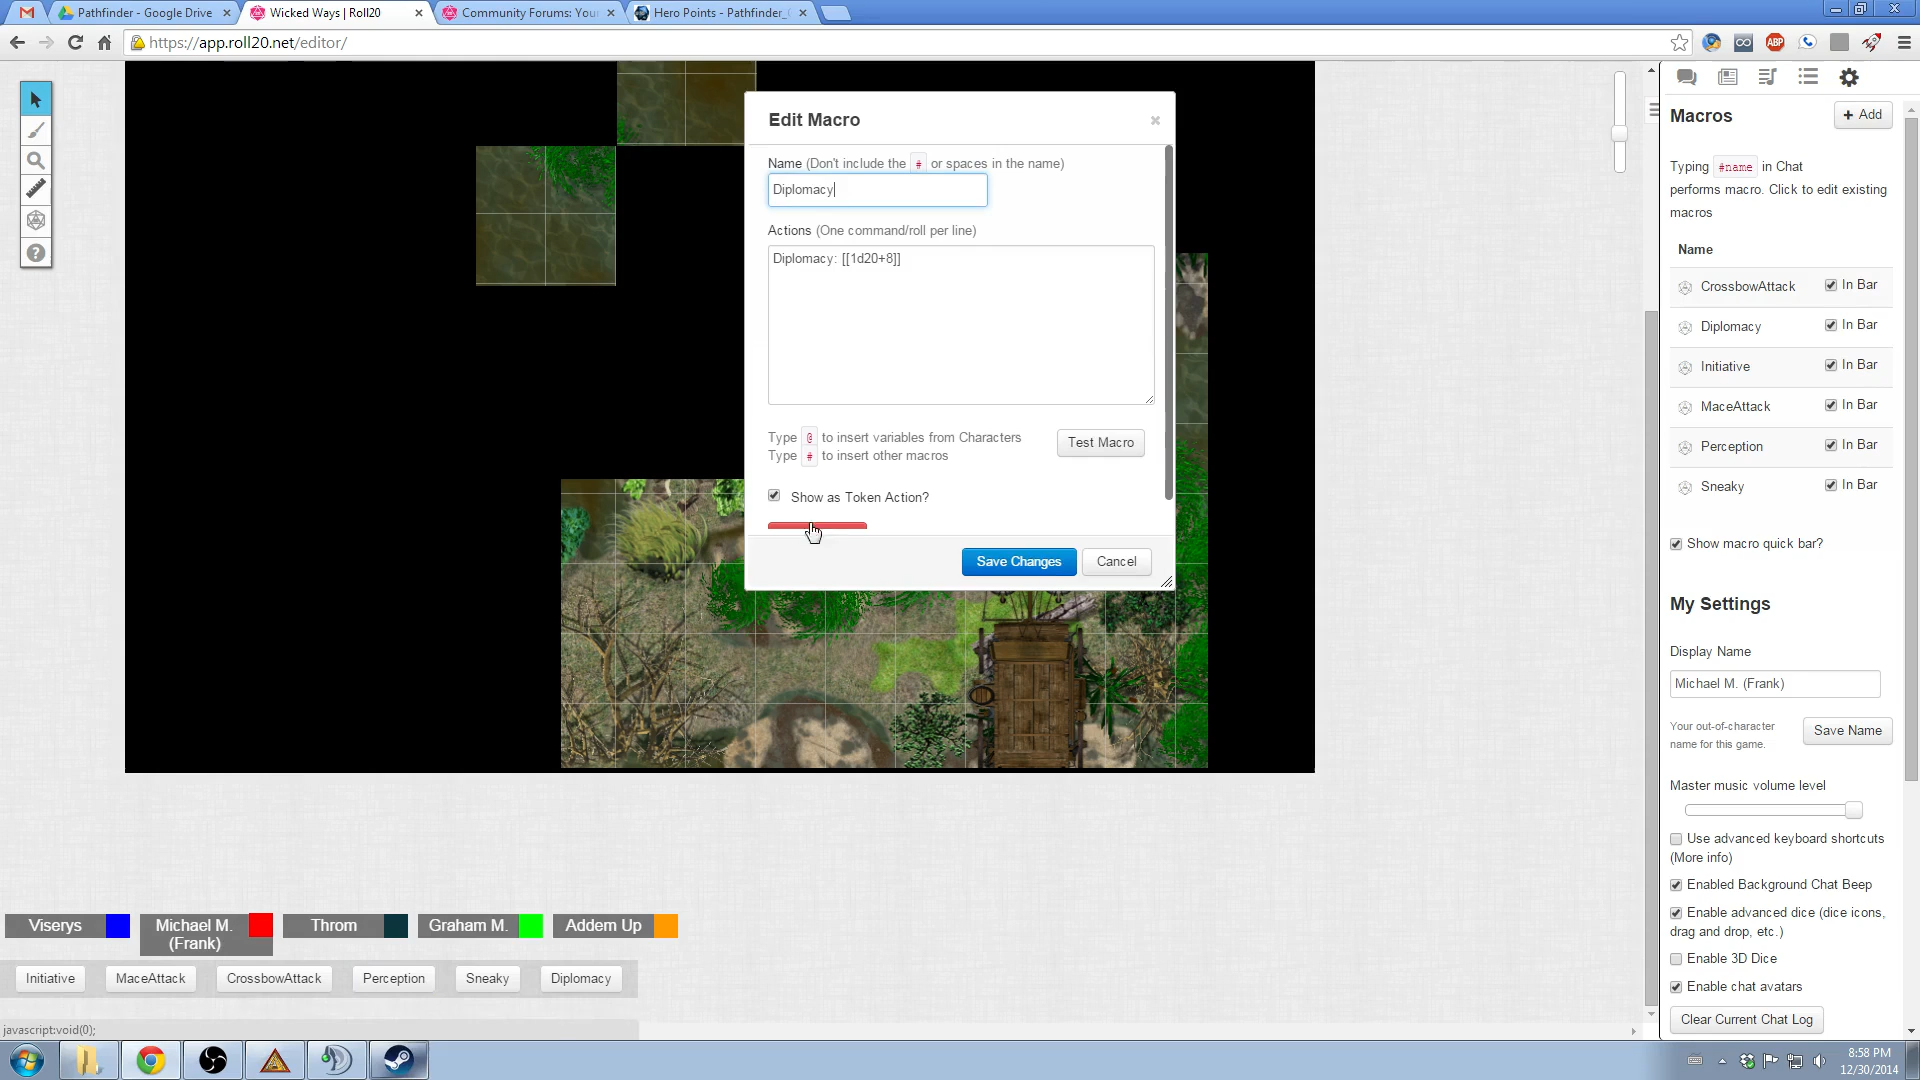 Pathfinder - Google Drive
Wicked Ways | Roll20
Community Forums: Your
Hero Points - Pathfinder_
https://app.roll20.net/editor/
ABP
Edit Macro
Name (Don't include the # or spaces in the name)
Diplomacy
Actions (One command/roll per line)
Diplomacy: [[1d20+8]]
Type @ to insert variables from Characters
Type # to insert other macros
Test Macro
Show as Token Action?
Save Changes
Cancel
Macros
+ Add
Typing #name in Chat
performs macro. Click to edit existing
macros
Name
CrossbowAttack In Bar
Diplomacy In Bar
Initiative In Bar
MaceAttack In Bar
Perception In Bar
Sneaky In Bar
Show macro quick bar?
My Settings
Display Name
Michael M. (Frank)
Your out-of-character
name for this game.
Save Name
Master music volume level
Use advanced keyboard shortcuts
(More info)
Enabled Background Chat Beep
Enable advanced dice (dice icons,
drag and drop, etc.)
Enable 3D Dice
Enable chat avatars
Clear Current Chat Log
Viserys
Michael M.
(Frank)
Throm
Graham M.
Addem Up
Initiative
MaceAttack
CrossbowAttack
Perception
Sneaky
Diplomacy
javascript:void(0);
8:58 PM
12/30/2014